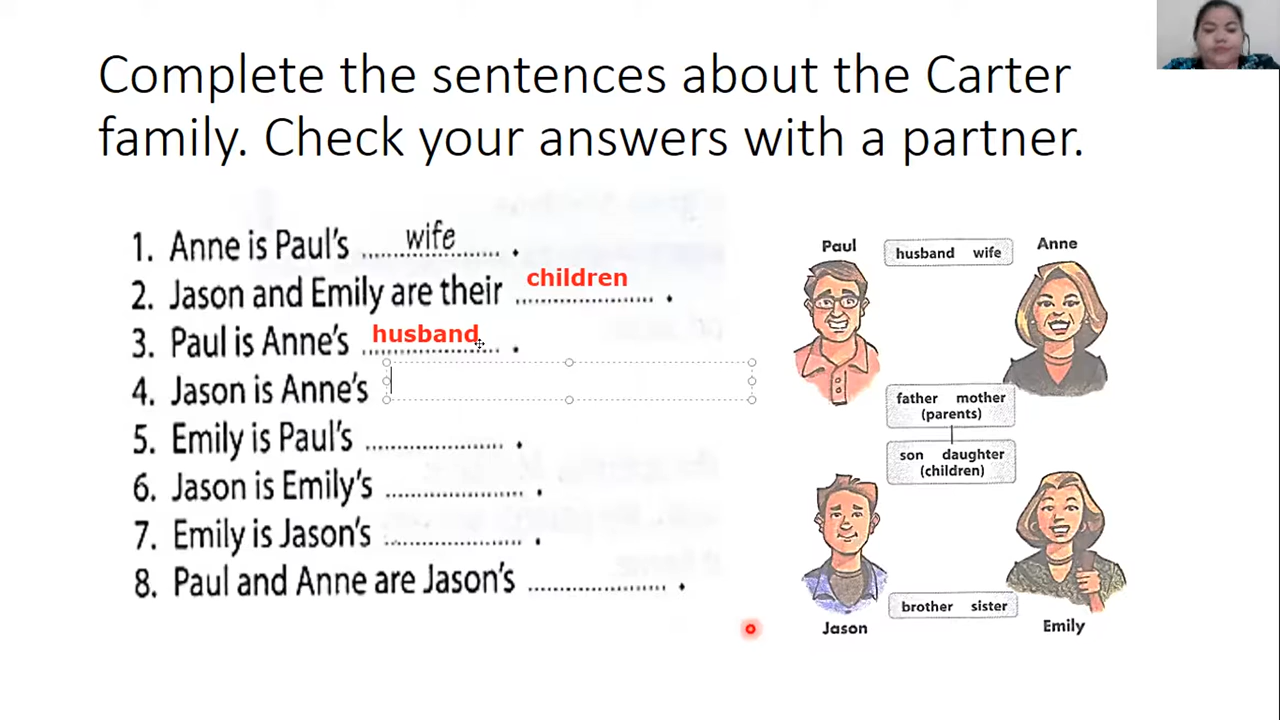 Complete the sentences about the Carter
family. Check your answers with a partner.
1. Anne is Paul's wife .
2. Jason and Emily are their children .
3. Paul is Anne's husband .
4. Jason is Anne's
5. Emily is Paul's .................... .
6. Jason is Emily's .................... .
7. Emily is Jason's .................... .
8. Paul and Anne are Jason's .................... .
Paul
husband wife
Anne
father mother
(parents)
son daughter
(children)
brother sister
Jason
Emily